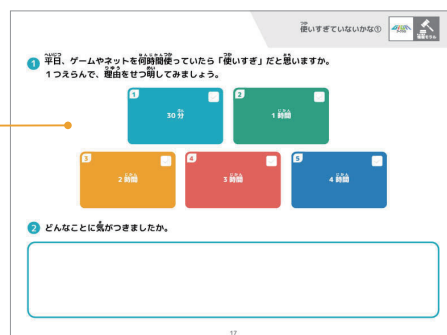 使いすぎていないかな①
1 平日、ゲームやネットを何時間使っていたら「使いすぎ」だと思いますか。
１つえらんで、理由をせつ明してみましょう。
1
30分
2
1時間
3
2時間
4
3時間
5
4時間
2 どんなことに気がつきましたか。
17